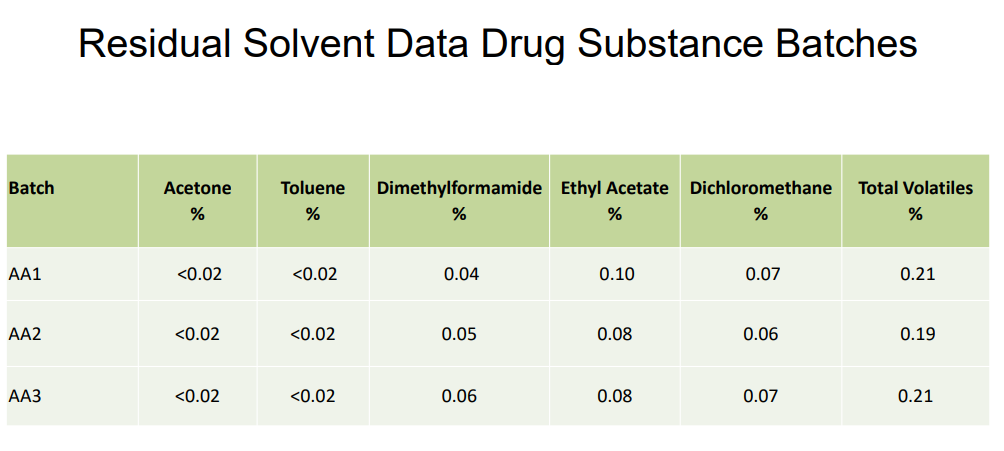 Residual Solvent Data Drug Substance Batches
Batch Acetone % Toluene % Dimethylformamide % Ethyl Acetate % Dichloromethane % Total Volatiles %
AA1 <0.02 <0.02 0.04 0.10 0.07 0.21
AA2 <0.02 <0.02 0.05 0.08 0.06 0.19
AA3 <0.02 <0.02 0.06 0.08 0.07 0.21